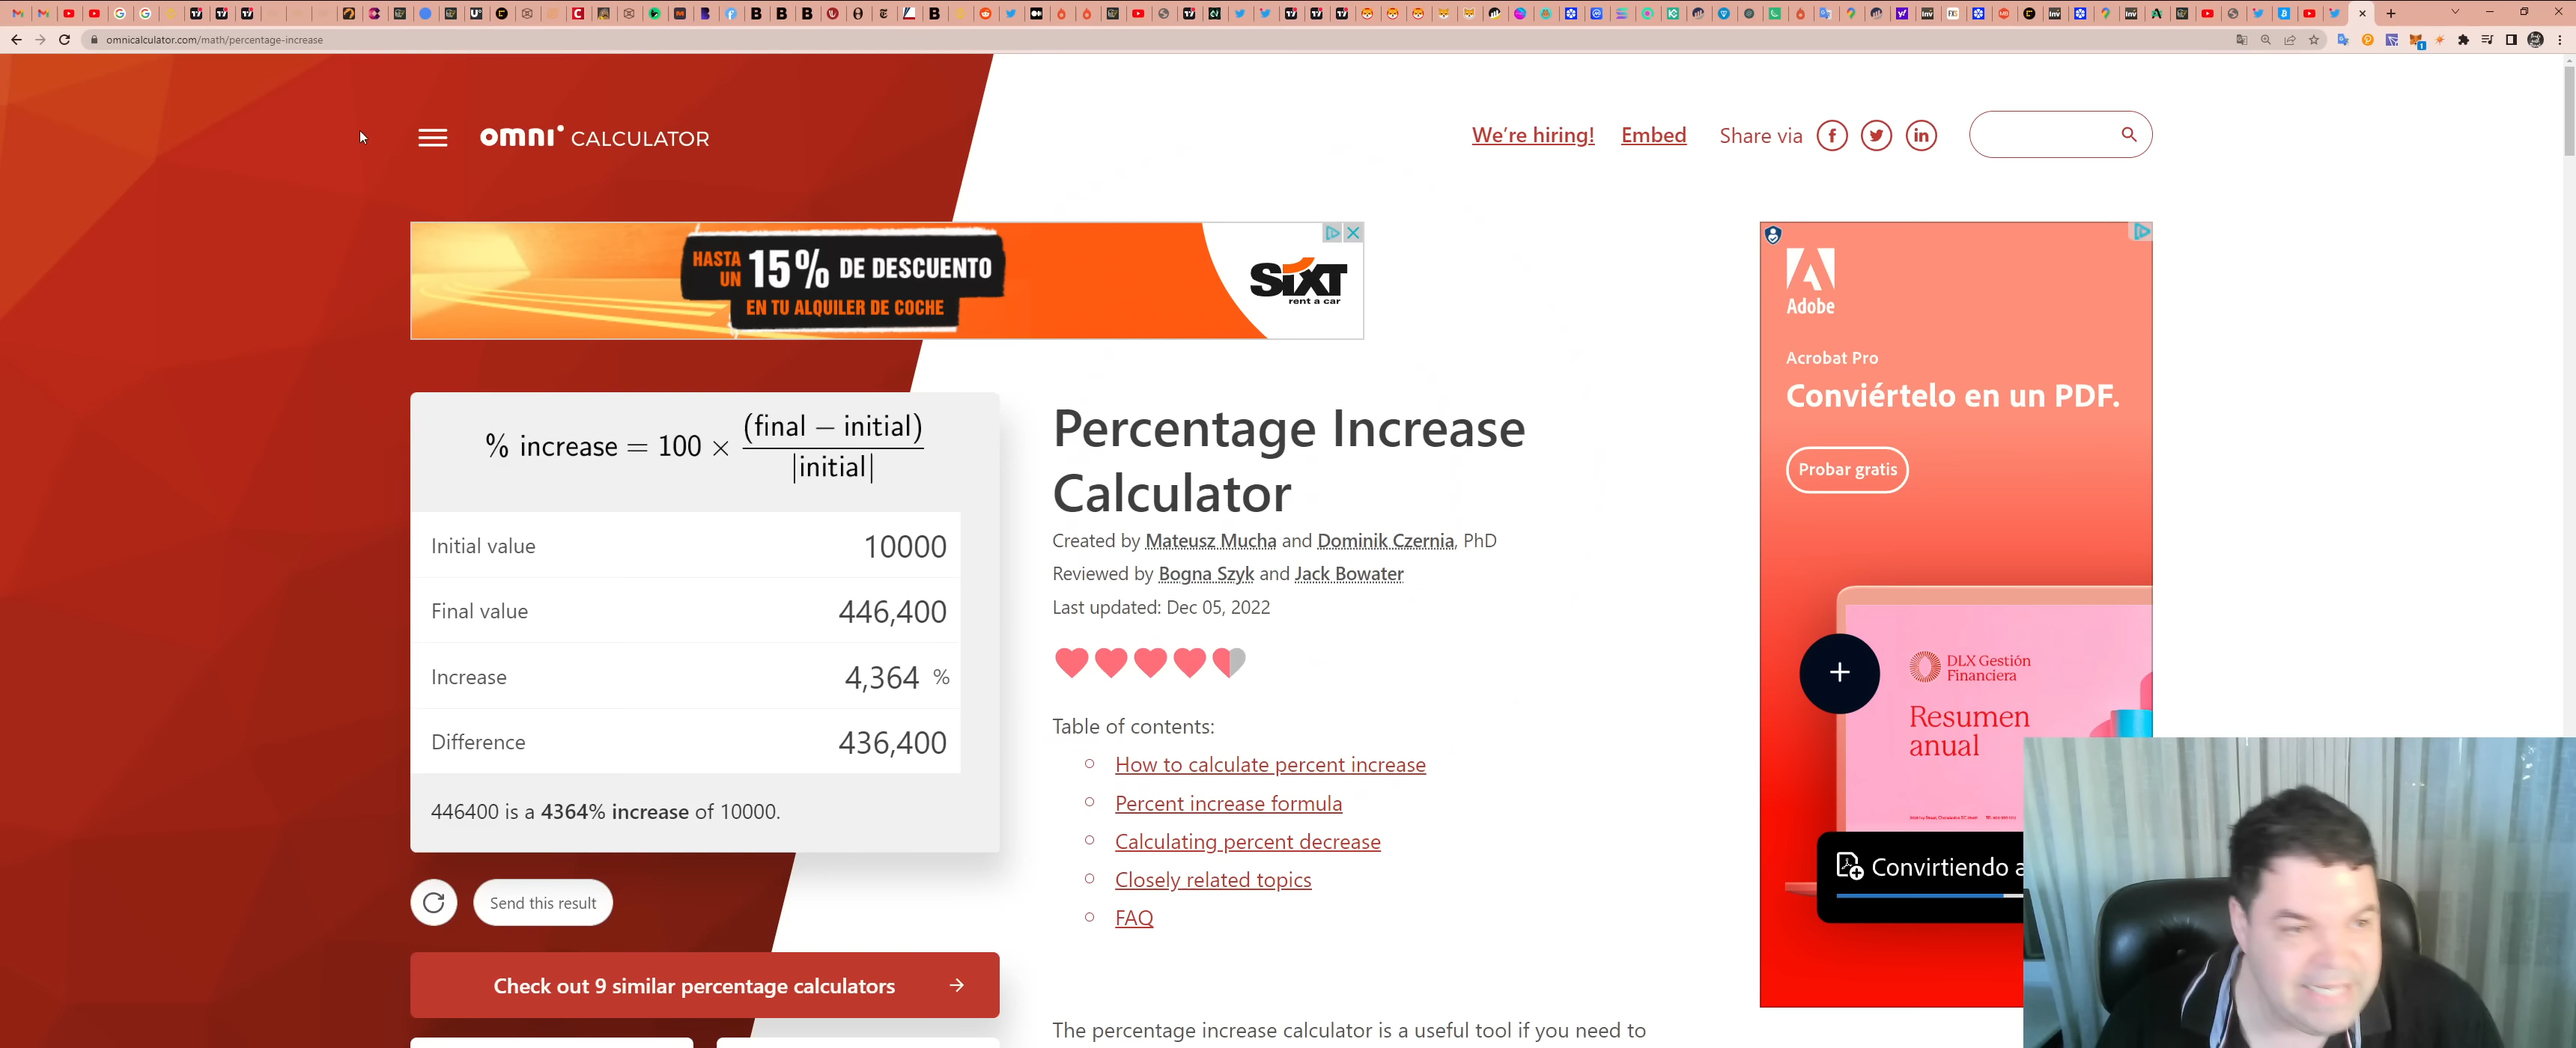 omnicalculator.com/math/percentage-increase
omni CALCULATOR
We're hiring!
Embed
Share via
HASTA UN 15% DE DESCUENTO
EN TU ALQUILER DE COCHE
SIXT
rent a car
Adobe
Acrobat Pro
Conviértelo en un PDF.
Probar gratis
DLX Gestión
Financiera
Resumen
anual
Convirtiendo a
% increase = 100 × (final − initial) / |initial|
Initial value 10000
Final value 446,400
Increase 4,364 %
Difference 436,400
446400 is a 4364% increase of 10000.
Send this result
Check out 9 similar percentage calculators
Percentage Increase
Calculator
Created by Mateusz Mucha and Dominik Czernia, PhD
Reviewed by Bogna Szyk and Jack Bowater
Last updated: Dec 05, 2022
Table of contents:
How to calculate percent increase
Percent increase formula
Calculating percent decrease
Closely related topics
FAQ
The percentage increase calculator is a useful tool if you need to